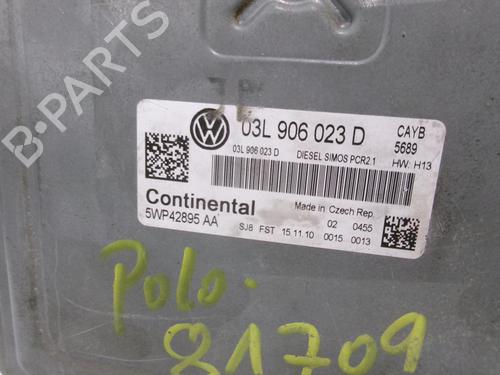 03L 906 023 D
CAYB
5689
03L 906 023 D DIESEL SIMOS PCR2.1 HW: H13
Continental
5WP42895 AA
Made in Czech Rep.
02 0455
SJ8 FST 15.11.10 0015 0013
Polo.
81709